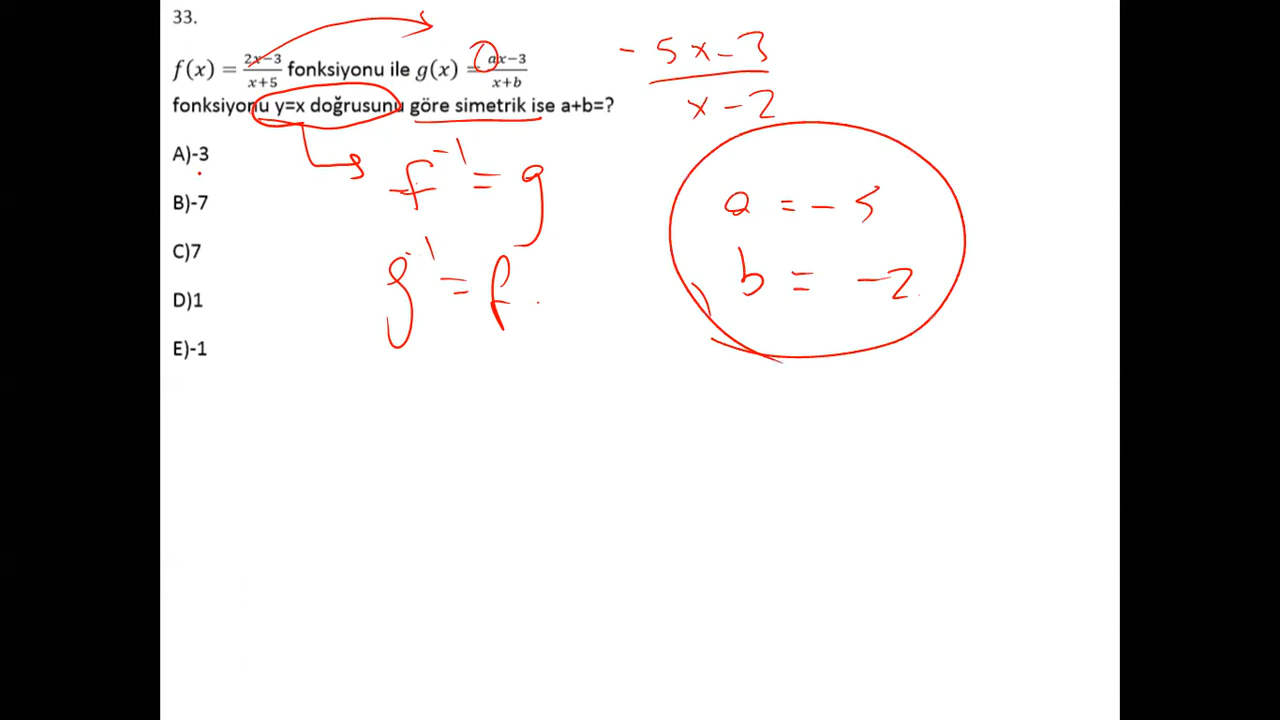 33.
f(x) = 2x−3/x+5 fonksiyonu ile g(x) = ax−3/x+b
fonksiyonu y=x doğrusunu göre simetrik ise a+b=?
A)-3
B)-7
C)7
D)1
E)-1
-5x-3
x-2
f⁻¹ = g
g⁻¹ = f
a = -5
b = -2